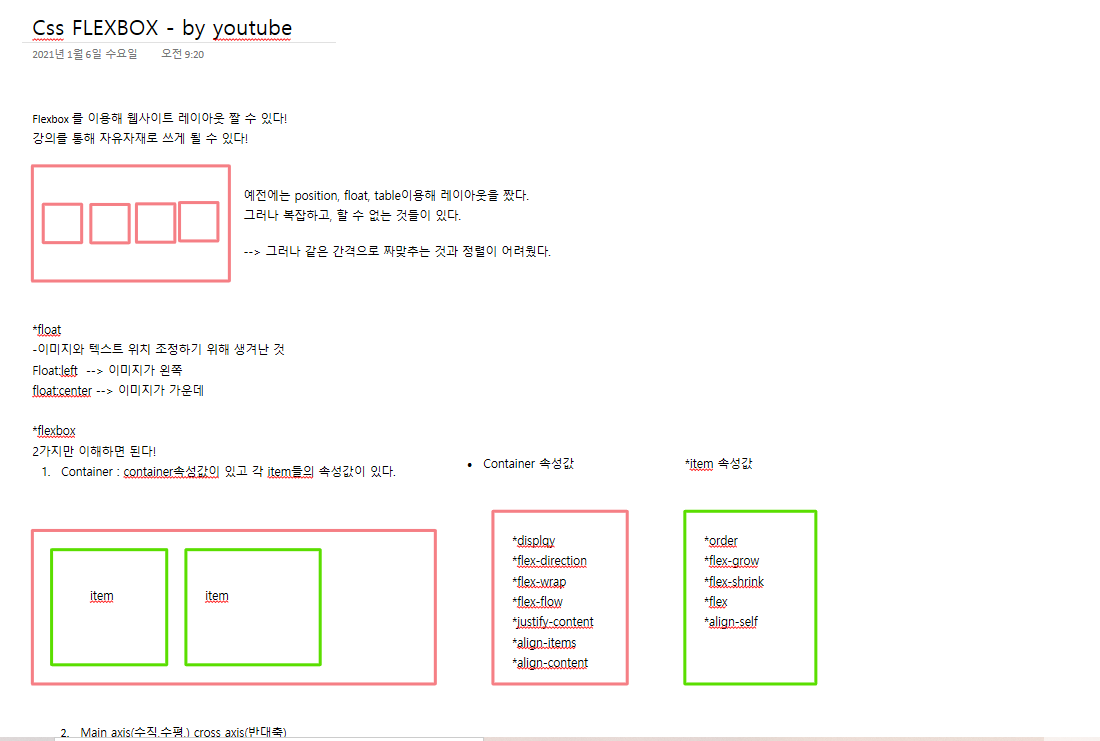 Css FLEXBOX - by youtube
2021년 1월 6일 수요일 오전 9:20
Flexbox 를 이용해 웹사이트 레이아웃 짤 수 있다!
강의를 통해 자유자재로 쓰게 될 수 있다!
예전에는 position, float, table이용해 레이아웃을 짰다.
그러나 복잡하고, 할 수 없는 것들이 있다.
--> 그러나 같은 간격으로 짜맞추는 것과 정렬이 어려웠다.
*float
-이미지와 텍스트 위치 조정하기 위해 생겨난 것
Float:left --> 이미지가 왼쪽
float:center --> 이미지가 가운데
*flexbox
2가지만 이해하면 된다!
1. Container : container속성값이 있고 각 item들의 속성값이 있다.
item
item
• Container 속성값
*displqy
*flex-direction
*flex-wrap
*flex-flow
*justify-content
*align-items
*align-content
*item 속성값
*order
*flex-grow
*flex-shrink
*flex
*align-self
2. Main axis(수직,수평,) cross axis(반대축)